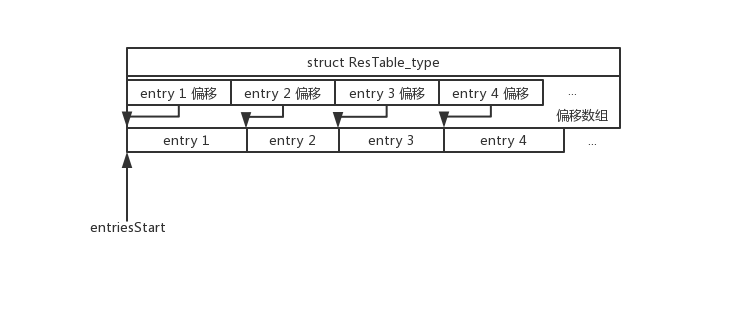 struct ResTable_type
entry 1 偏移 entry 2 偏移 entry 3 偏移 entry 4 偏移 ...
偏移数组
entry 1 entry 2 entry 3 entry 4 ...
entriesStart